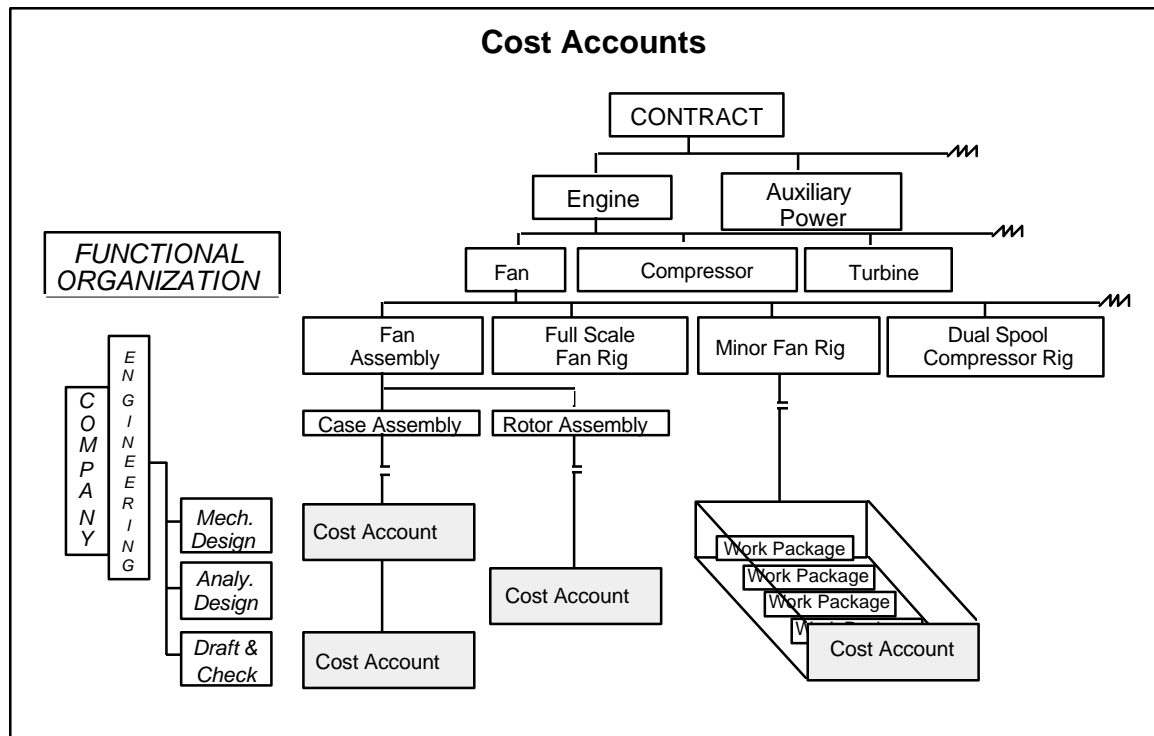 Cost Accounts
CONTRACT
Engine
Auxiliary
Power
FUNCTIONAL
ORGANIZATION
Fan
Compressor
Turbine
Fan
Assembly
Full Scale
Fan Rig
Minor Fan Rig
Dual Spool
Compressor Rig
COMPANY
ENGINEERING
Case Assembly
Rotor Assembly
Mech.
Design
Analy.
Design
Draft &
Check
Cost Account
Cost Account
Cost Account
Work Package
Work Package
Work Package
Cost Account